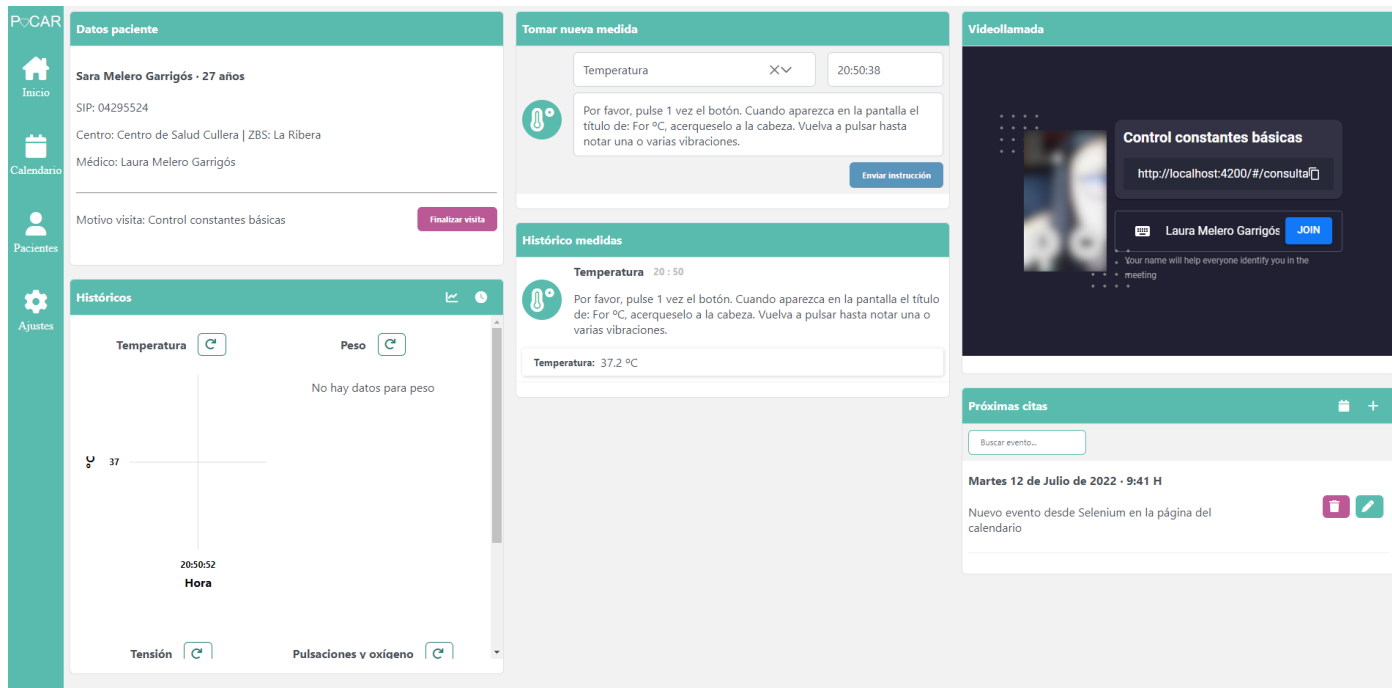 P♡CAR
Inicio
Calendario
Pacientes
Ajustes
Datos paciente
Sara Melero Garrigós · 27 años
SIP: 04295524
Centro: Centro de Salud Cullera | ZBS: La Ribera
Médico: Laura Melero Garrigós
Motivo visita: Control constantes básicas
Finalizar visita
Históricos
Temperatura
Peso
No hay datos para peso
ºC
37
20:50:52
Hora
Tensión
Pulsaciones y oxígeno
Tomar nueva medida
Temperatura
20:50:38
Por favor, pulse 1 vez el botón. Cuando aparezca en la pantalla el
título de: For ºC, acerqueselo a la cabeza. Vuelva a pulsar hasta
notar una o varias vibraciones.
Enviar instrucción
Histórico medidas
Temperatura 20 : 50
Por favor, pulse 1 vez el botón. Cuando aparezca en la pantalla el título
de: For ºC, acerqueselo a la cabeza. Vuelva a pulsar hasta notar una o
varias vibraciones.
Temperatura: 37.2 ºC
Videollamada
Control constantes básicas
http://localhost:4200/#/consulta
Laura Melero Garrigós
JOIN
Your name will help everyone identify you in the
meeting
Próximas citas
Buscar evento...
Martes 12 de Julio de 2022 · 9:41 H
Nuevo evento desde Selenium en la página del
calendario